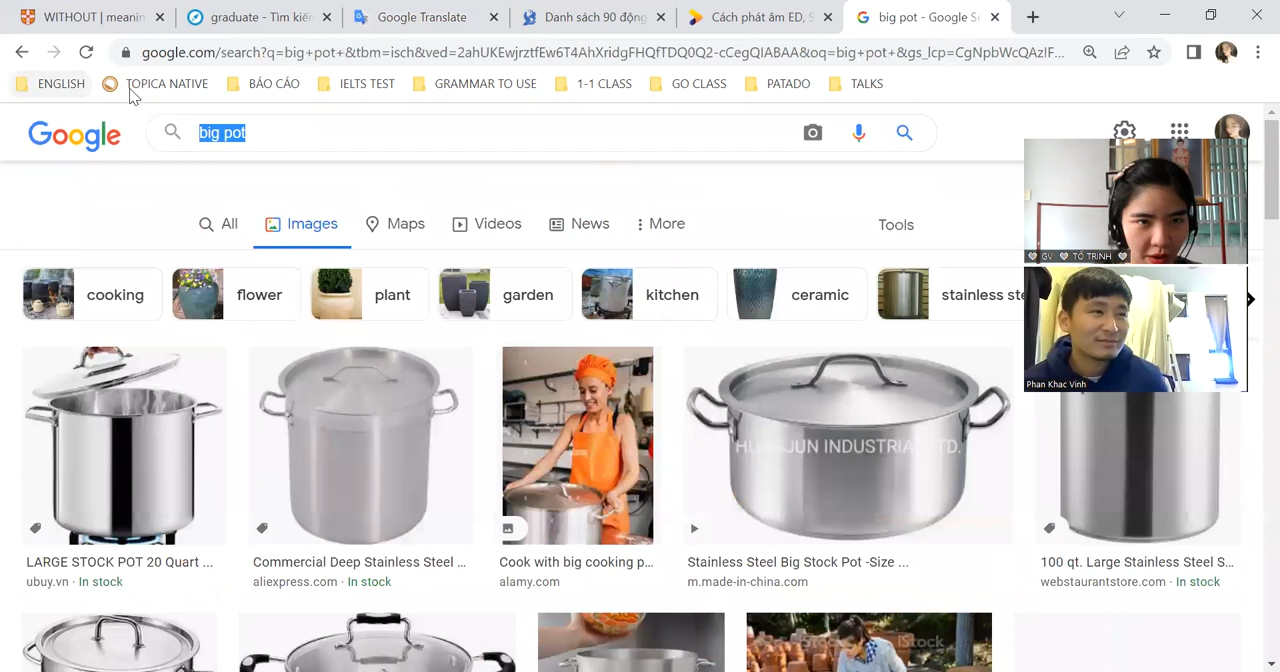 WITHOUT | meanin
graduate - Tìm kiến
Google Translate
Danh sách 90 động
Cách phát âm ED, S
big pot - Google Se
google.com/search?q=big+pot+&tbm=isch&ved=2ahUKEwjrztfEw6T4AhXridgFHQfTDQ0Q2-cCegQIABAA&oq=big+pot+&gs_lcp=CgNpbWcQAzIF...
ENGLISH
TOPICA NATIVE
BÁO CÁO
IELTS TEST
GRAMMAR TO USE
1-1 CLASS
GO CLASS
PATADO
TALKS
Google
big pot
All
Images
Maps
Videos
News
More
Tools
GV TÔ TRINH
cooking
flower
plant
garden
kitchen
ceramic
stainless ste
Phan Khac Vinh
LARGE STOCK POT 20 Quart ...
ubuy.vn · In stock
Commercial Deep Stainless Steel ...
aliexpress.com · In stock
Cook with big cooking p...
alamy.com
Stainless Steel Big Stock Pot -Size ...
m.made-in-china.com
100 qt. Large Stainless Steel S...
webstaurantstore.com · In stock
iStock